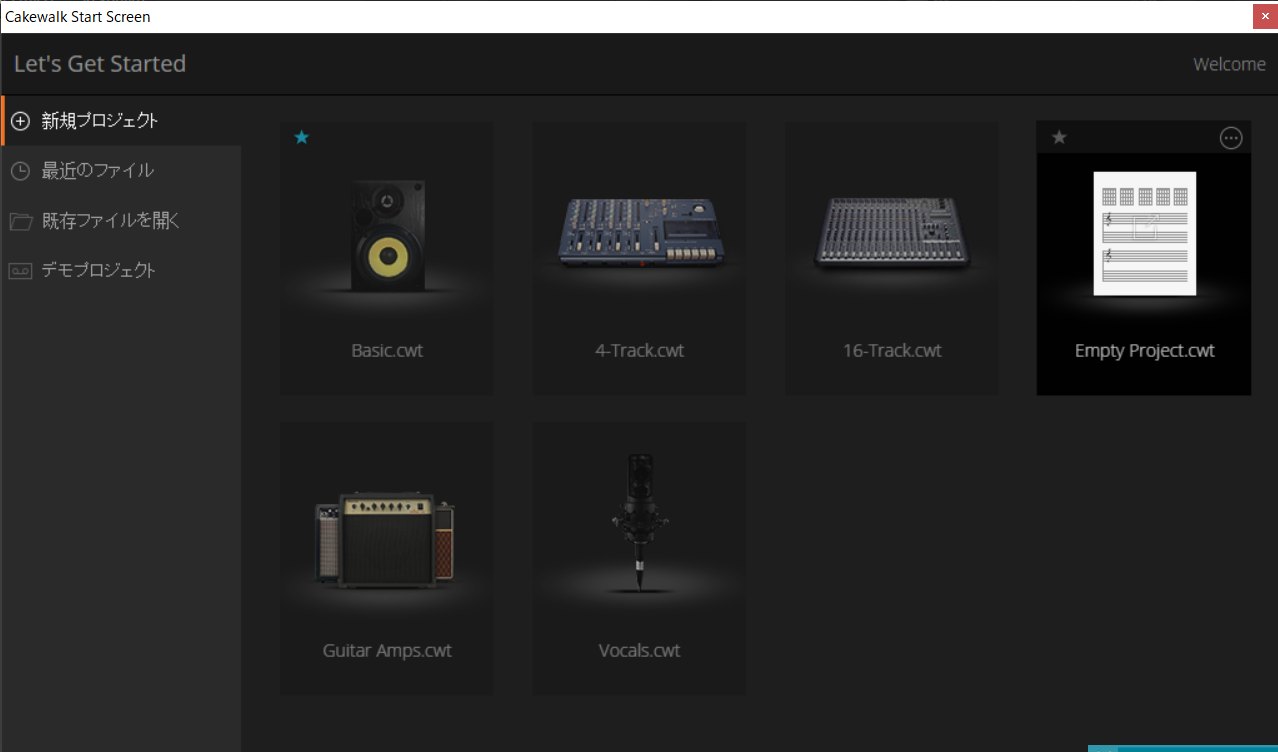 Cakewalk Start Screen
Let's Get Started
Welcome
新規プロジェクト
最近のファイル
既存ファイルを開く
デモプロジェクト
Basic.cwt
4-Track.cwt
16-Track.cwt
Empty Project.cwt
Guitar Amps.cwt
Vocals.cwt